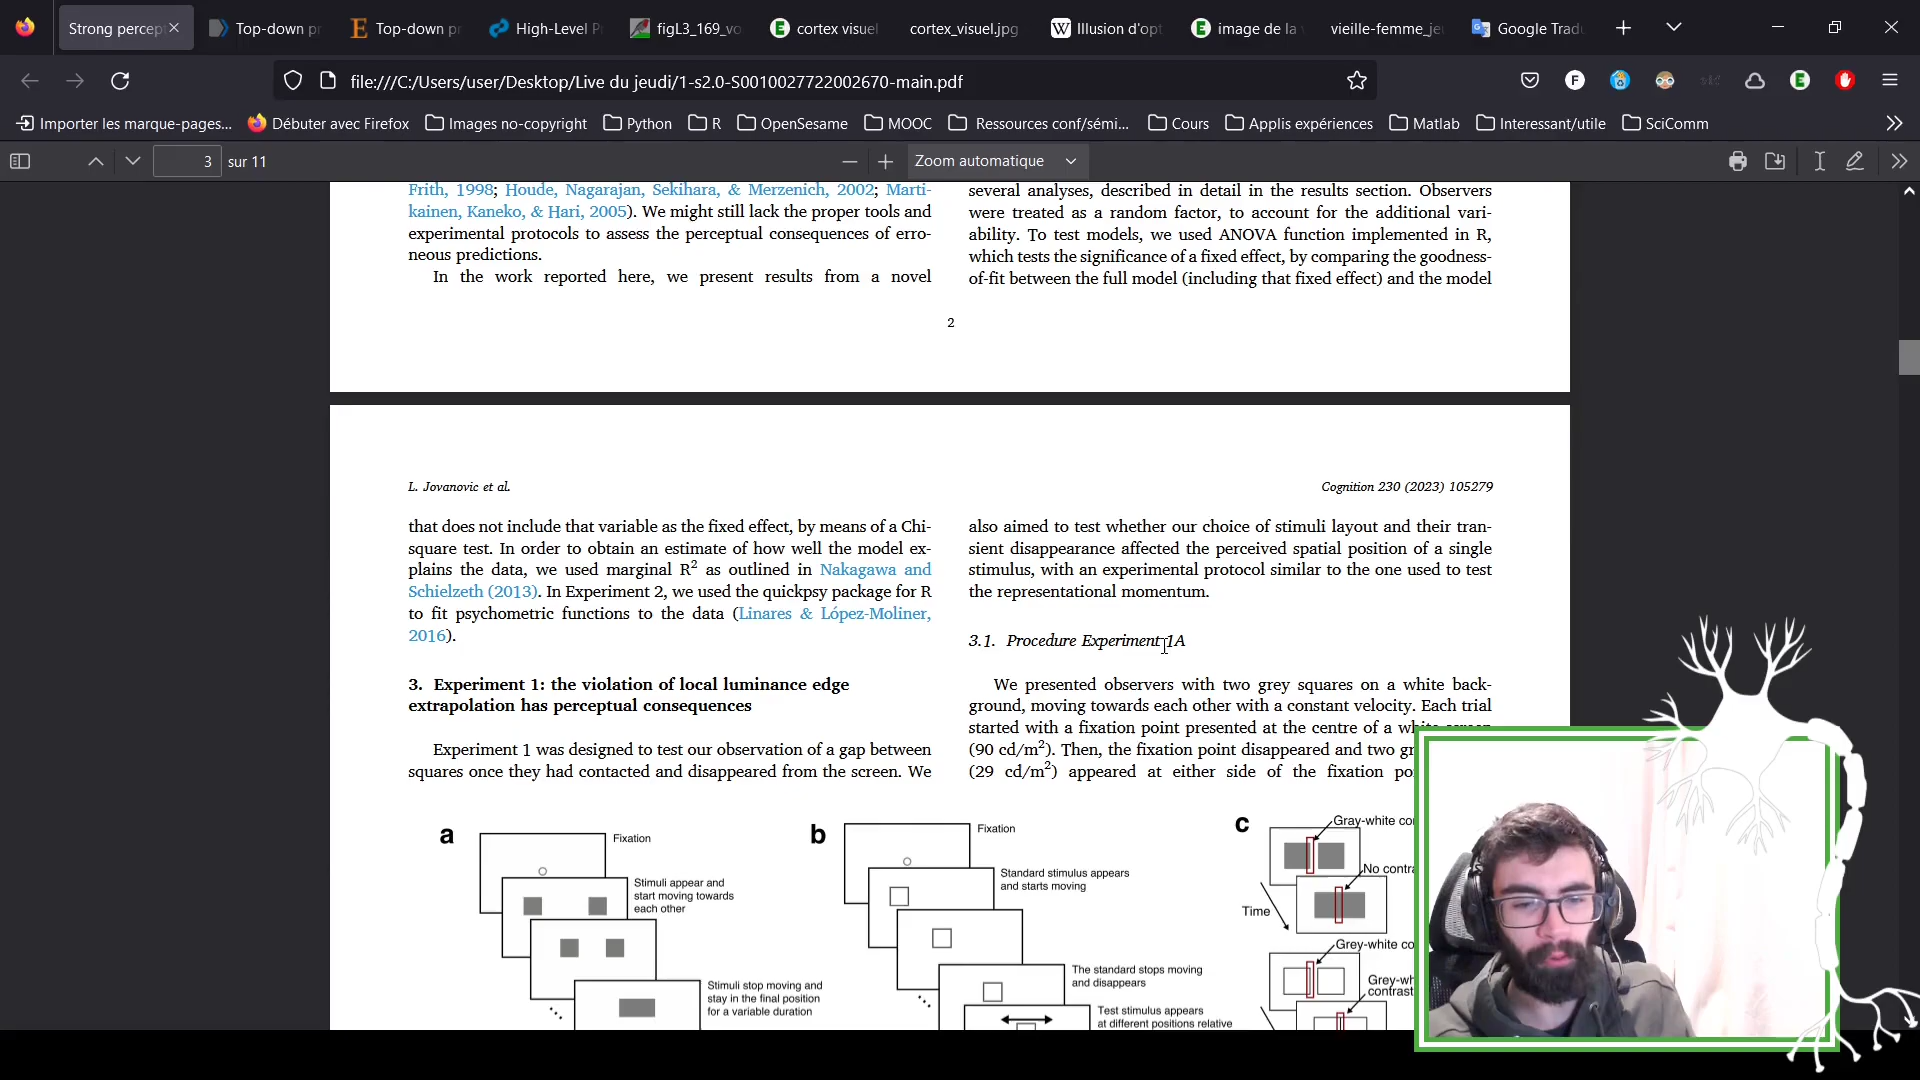 Strong percep
Top-down p
Top-down p
High-Level P
figL3_169_vo
cortex visuel
cortex_visuel.jpg
Illusion d'opt
image de la v
vieille-femme_je
Google Tradu
file:///C:/Users/user/Desktop/Live du jeudi/1-s2.0-S0010027722002670-main.pdf
Importer les marque-pages...
Débuter avec Firefox
Images no-copyright
Python
R
OpenSesame
MOOC
Ressources conf/sémi...
Cours
Applis expériences
Matlab
Interessant/utile
SciComm
3 sur 11
Zoom automatique
Frith, 1998; Houde, Nagarajan, Sekihara, & Merzenich, 2002; Marti-
kainen, Kaneko, & Hari, 2005). We might still lack the proper tools and
experimental protocols to assess the perceptual consequences of erro-
neous predictions.
In the work reported here, we present results from a novel
several analyses, described in detail in the results section. Observers
were treated as a random factor, to account for the additional vari-
ability. To test models, we used ANOVA function implemented in R,
which tests the significance of a fixed effect, by comparing the goodness-
of-fit between the full model (including that fixed effect) and the model
2
L. Jovanovic et al.
Cognition 230 (2023) 105279
that does not include that variable as the fixed effect, by means of a Chi-
square test. In order to obtain an estimate of how well the model ex-
plains the data, we used marginal R2 as outlined in Nakagawa and
Schielzeth (2013). In Experiment 2, we used the quickpsy package for R
to fit psychometric functions to the data (Linares & López-Moliner,
2016).
3. Experiment 1: the violation of local luminance edge
extrapolation has perceptual consequences
Experiment 1 was designed to test our observation of a gap between
squares once they had contacted and disappeared from the screen. We
also aimed to test whether our choice of stimuli layout and their tran-
sient disappearance affected the perceived spatial position of a single
stimulus, with an experimental protocol similar to the one used to test
the representational momentum.
3.1. Procedure Experiment 1A
We presented observers with two grey squares on a white back-
ground, moving towards each other with a constant velocity. Each trial
started with a fixation point presented at the centre of a white screen
(90 cd/m2). Then, the fixation point disappeared and two gr
(29 cd/m2) appeared at either side of the fixation po
a
Fixation
Stimuli appear and
start moving towards
each other
Stimuli stop moving and
stay in the final position
for a variable duration
b
Fixation
Standard stimulus appears
and starts moving
The standard stops moving
and disappears
Test stimulus appears
at different positions relative
c
Gray-white co
No contra
Time
Grey-white co
Grey-wh
contrast